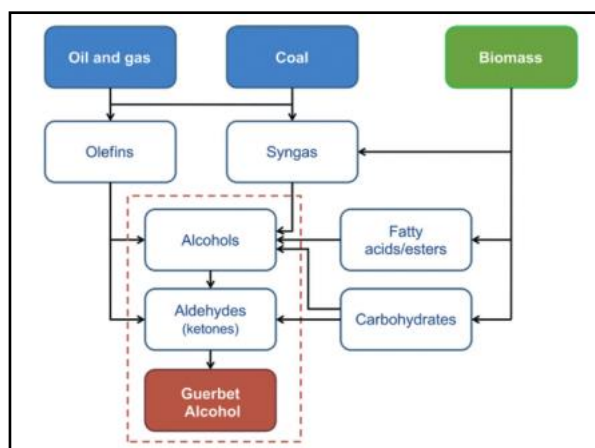 Oil and gas
Coal
Biomass
Olefins
Syngas
Alcohols
Fatty
acids/esters
Aldehydes
(ketones)
Carbohydrates
Guerbet
Alcohol